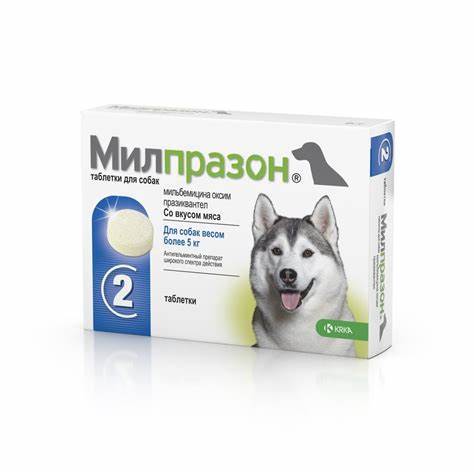 Милпразон®
таблетки для собак
мильбемицина оксим
празиквантел
Со вкусом мяса
Для собак весом
более 5 кг
Антигельминтный препарат
широкого спектра действия
2
таблетки
KRKA
2
Милпразон®